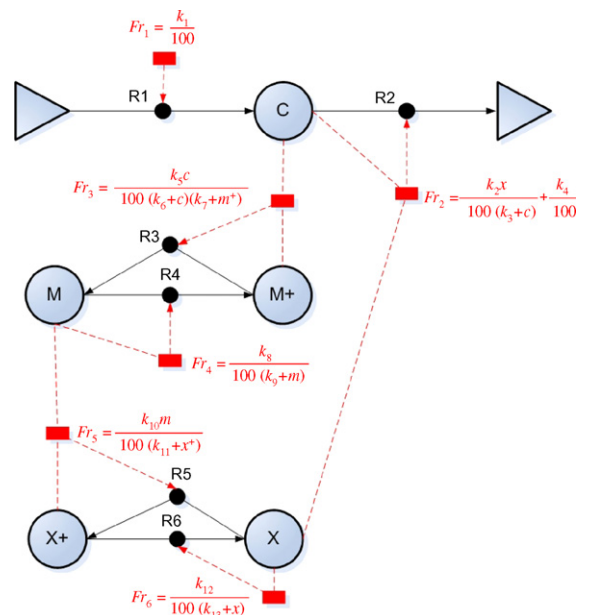 Fr₁ = k₁/100
R1
C
R2
Fr₃ = k₅c/100 (k₆+c)(k₇+m⁺)
Fr₂ = k₂x/100 (k₃+c) + k₄/100
R3
M
R4
M+
Fr₄ = k₈/100 (k₉+m)
Fr₅ = k₁₀m/100 (k₁₁+x⁺)
R5
X+
R6
X
Fr₆ = k₁₂/100 (k₁₃+x)